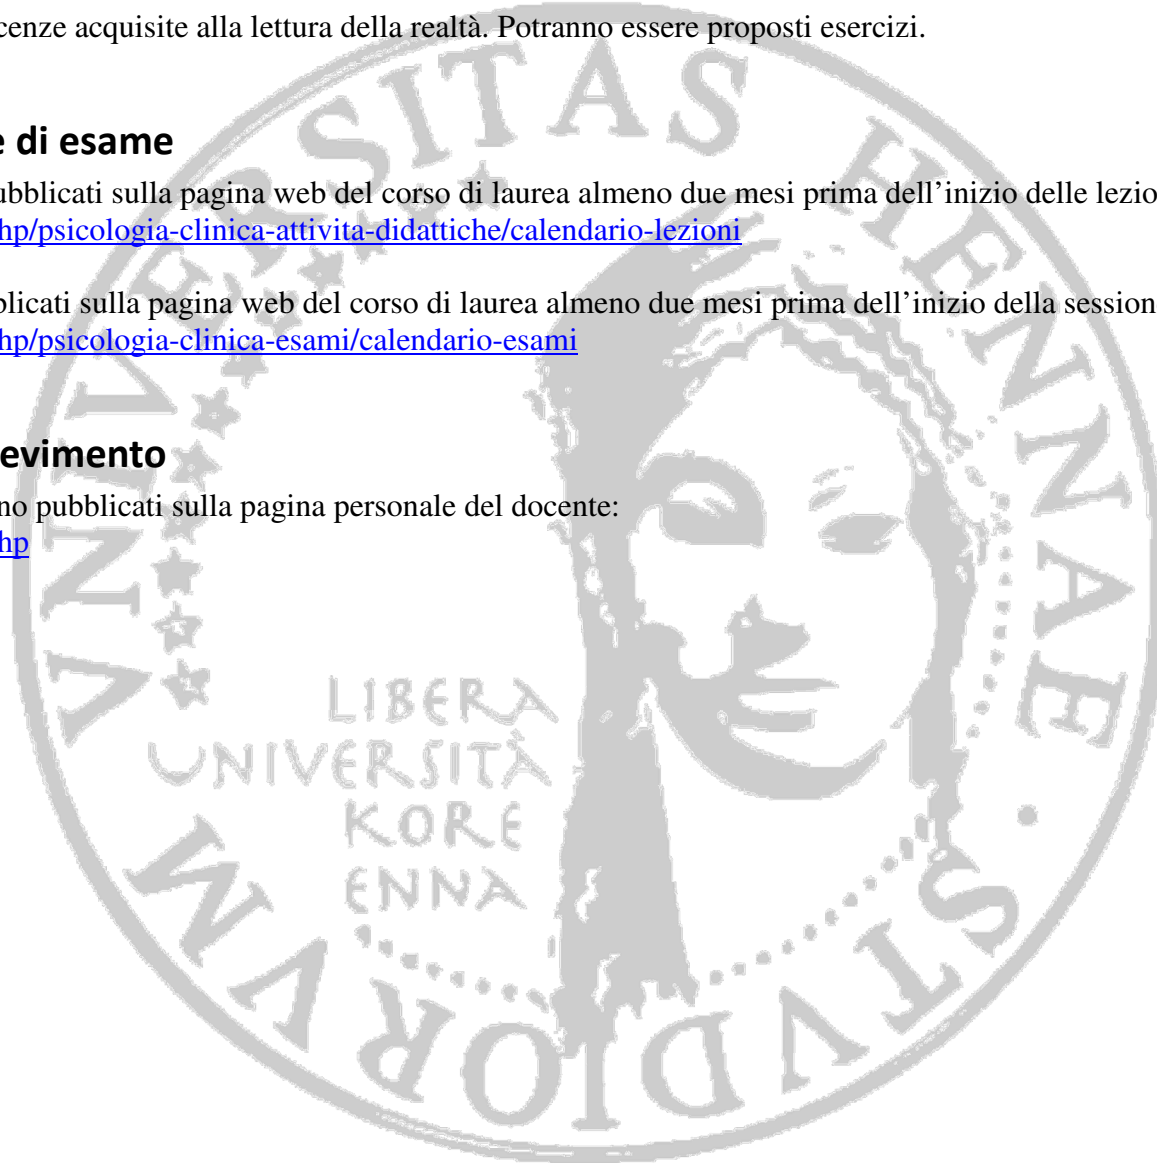 cenze acquisite alla lettura della realtà. Potranno essere proposti esercizi.
e di esame
ubblicati sulla pagina web del corso di laurea almeno due mesi prima dell’inizio delle lezio
hp/psicologia-clinica-attivita-didattiche/calendario-lezioni
blicati sulla pagina web del corso di laurea almeno due mesi prima dell’inizio della session
hp/psicologia-clinica-esami/calendario-esami
evimento
no pubblicati sulla pagina personale del docente:
hp
VNIVERSITAS HENNAE · STVDIORVM
LIBERA
UNIVERSITÀ
KORE
ENNA